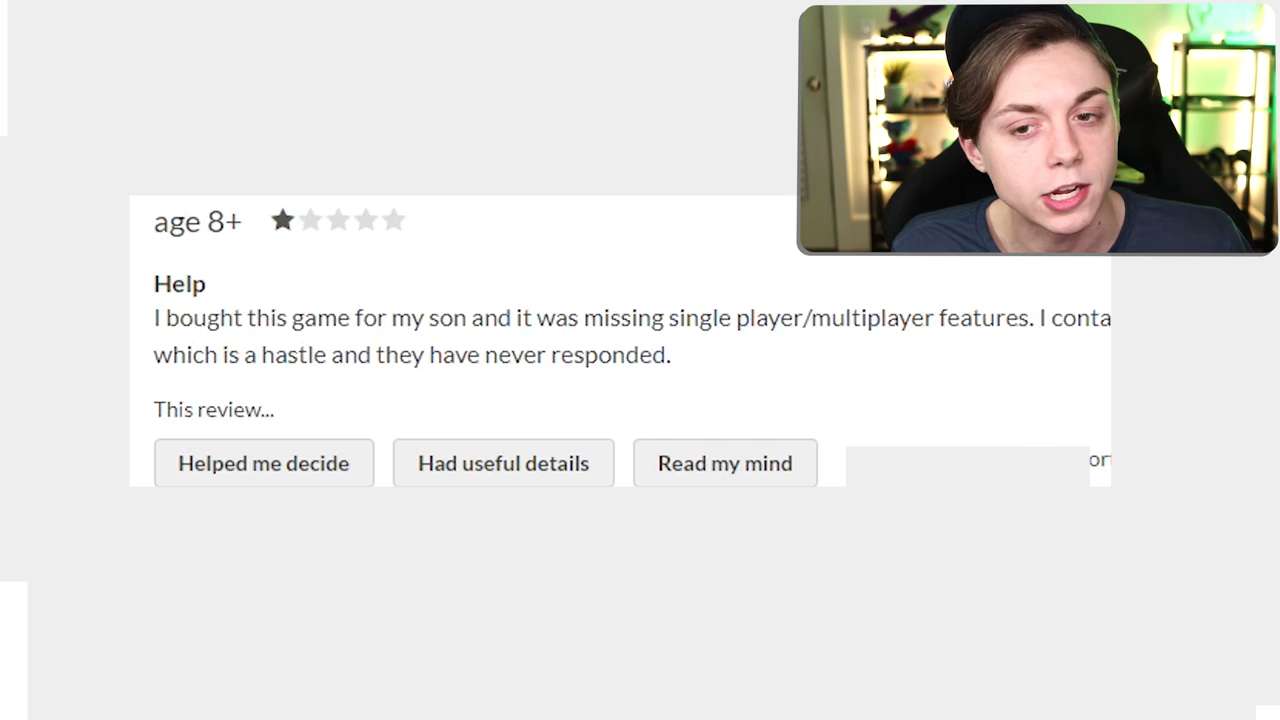 age 8+
Help
I bought this game for my son and it was missing single player/multiplayer features. I
which is a hastle and they have never responded.
This review...
Helped me decide
Had useful details
Read my mind